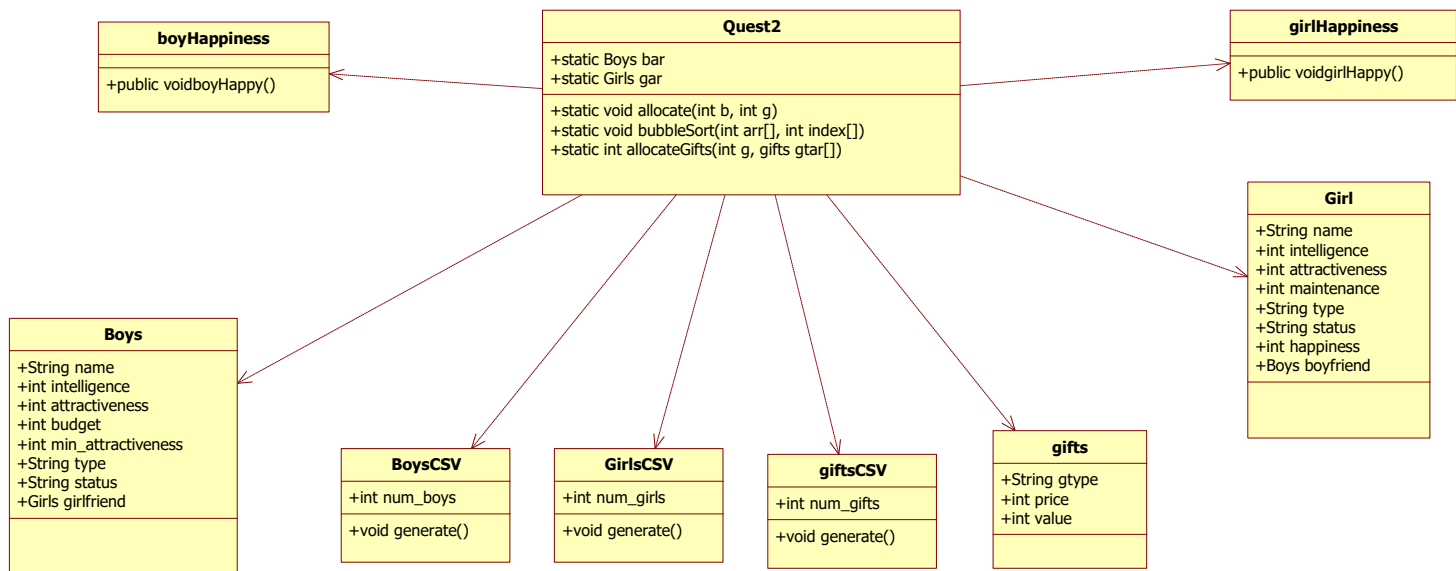 boyHappiness
+public voidboyHappy()
Quest2
+static Boys bar
+static Girls gar
+static void allocate(int b, int g)
+static void bubbleSort(int arr[], int index[])
+static int allocateGifts(int g, gifts gtar[])
girlHappiness
+public voidgirlHappy()
Boys
+String name
+int intelligence
+int attractiveness
+int budget
+int min_attractiveness
+String type
+String status
+Girls girlfriend
BoysCSV
+int num_boys
+void generate()
GirlsCSV
+int num_girls
+void generate()
giftsCSV
+int num_gifts
+void generate()
gifts
+String gtype
+int price
+int value
Girl
+String name
+int intelligence
+int attractiveness
+int maintenance
+String type
+String status
+int happiness
+Boys boyfriend